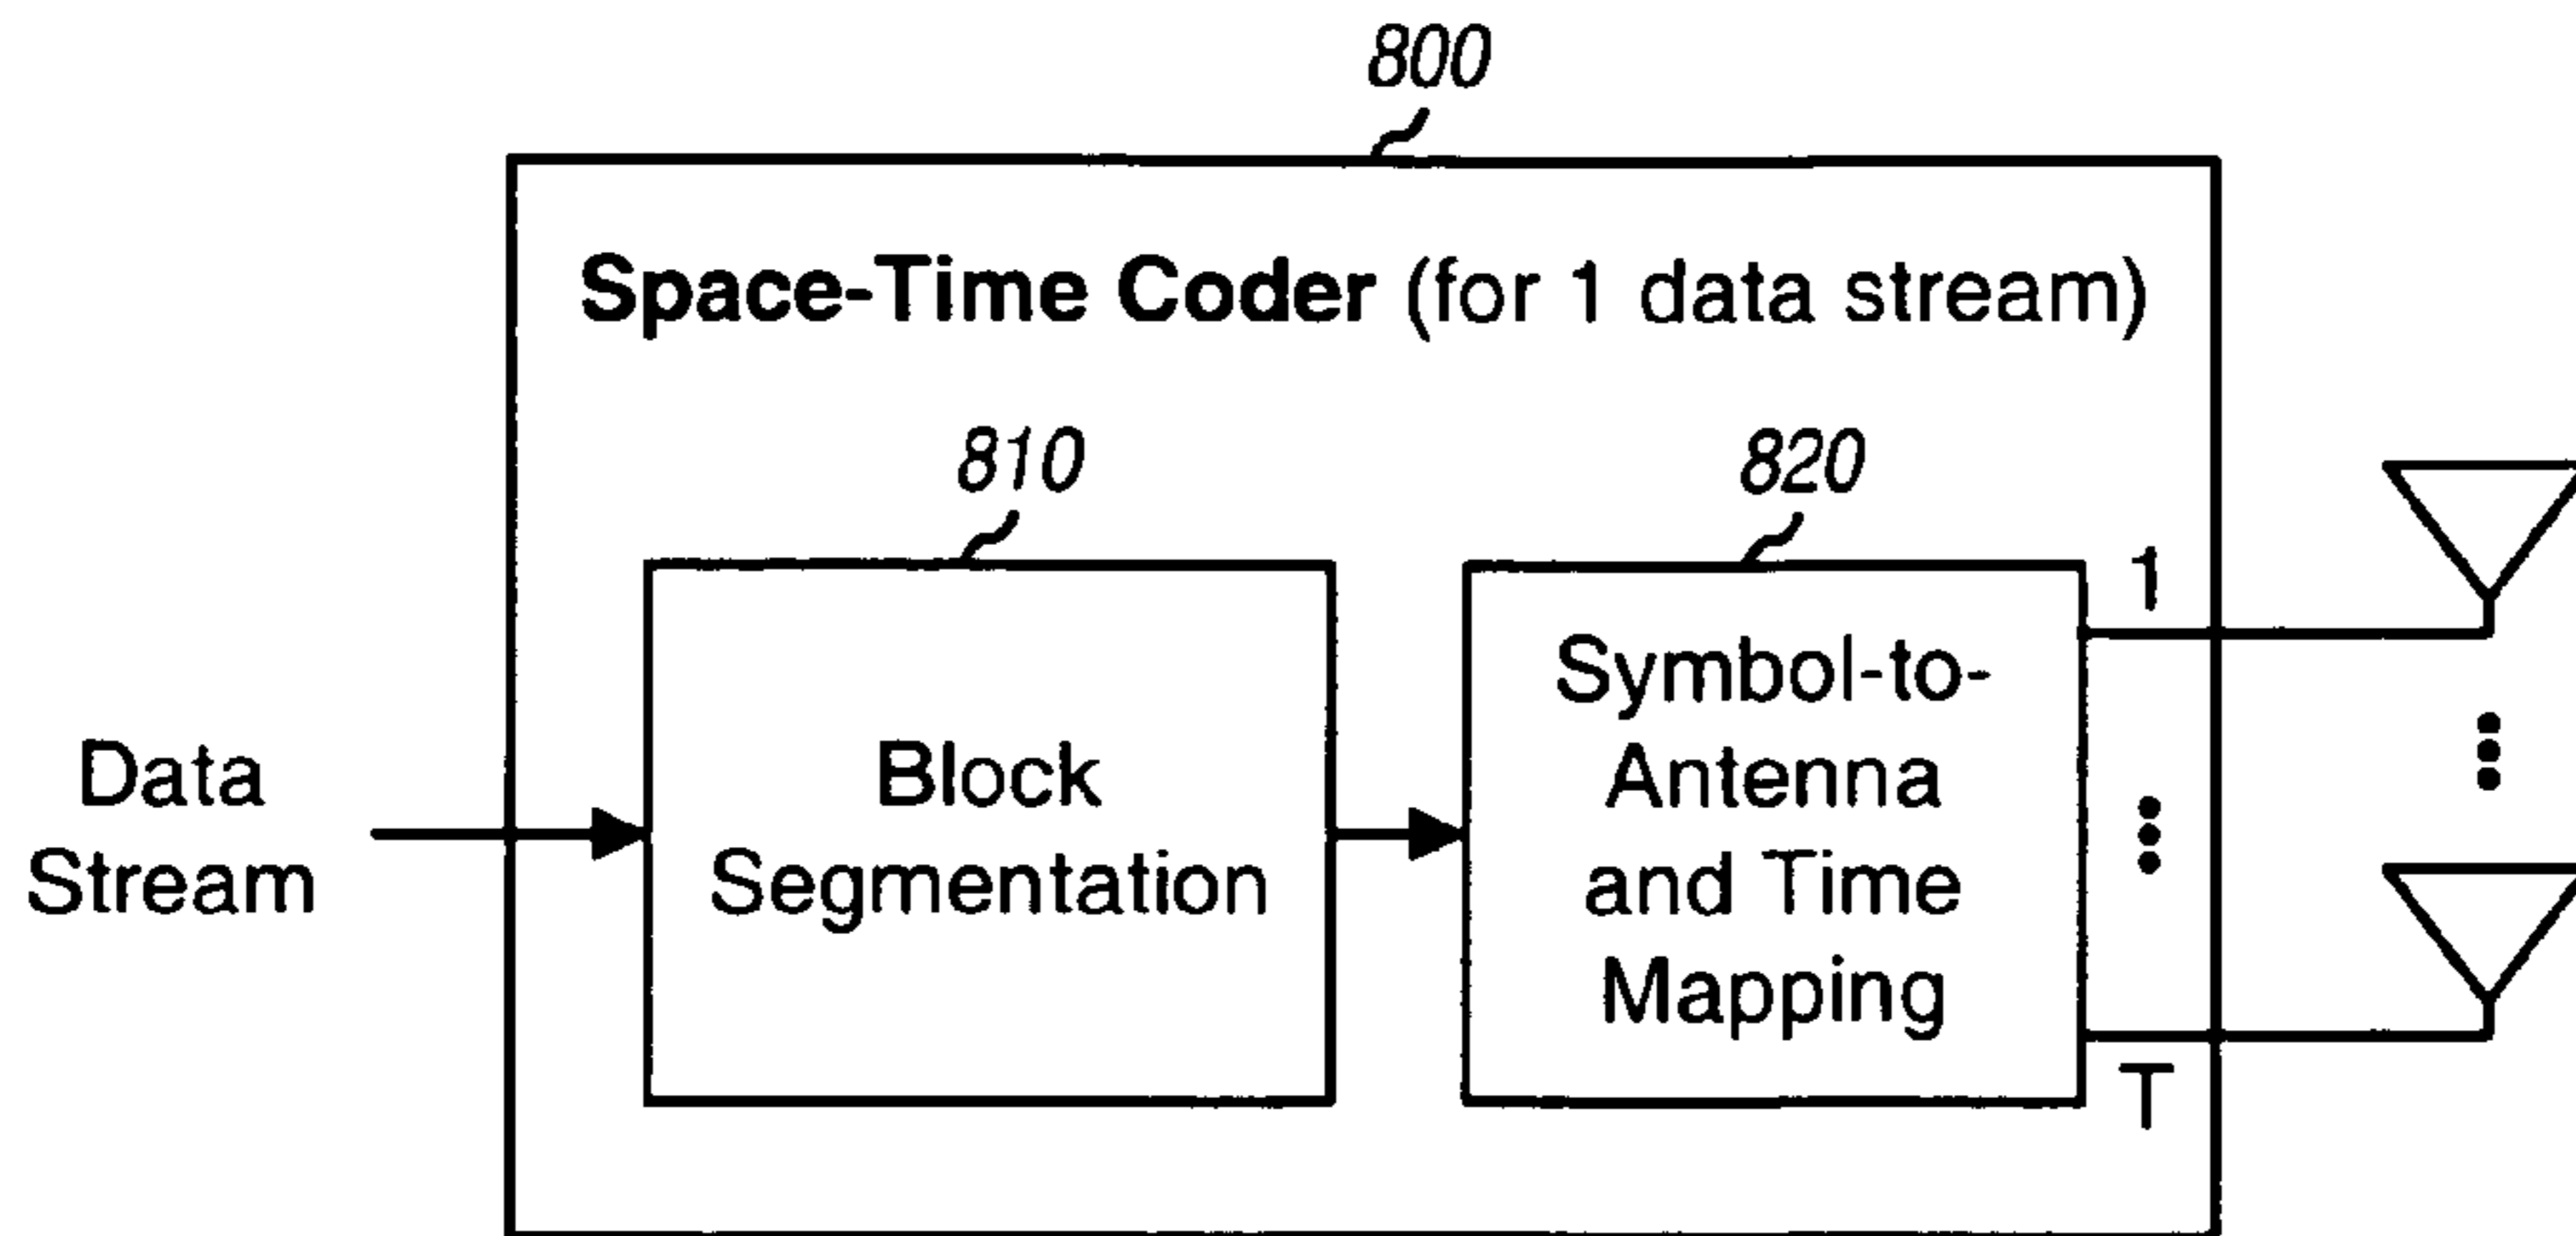 800
Space-Time Coder (for 1 data stream)
810
820
Data
Stream
Block
Segmentation
Symbol-to-
Antenna
and Time
Mapping
1
T